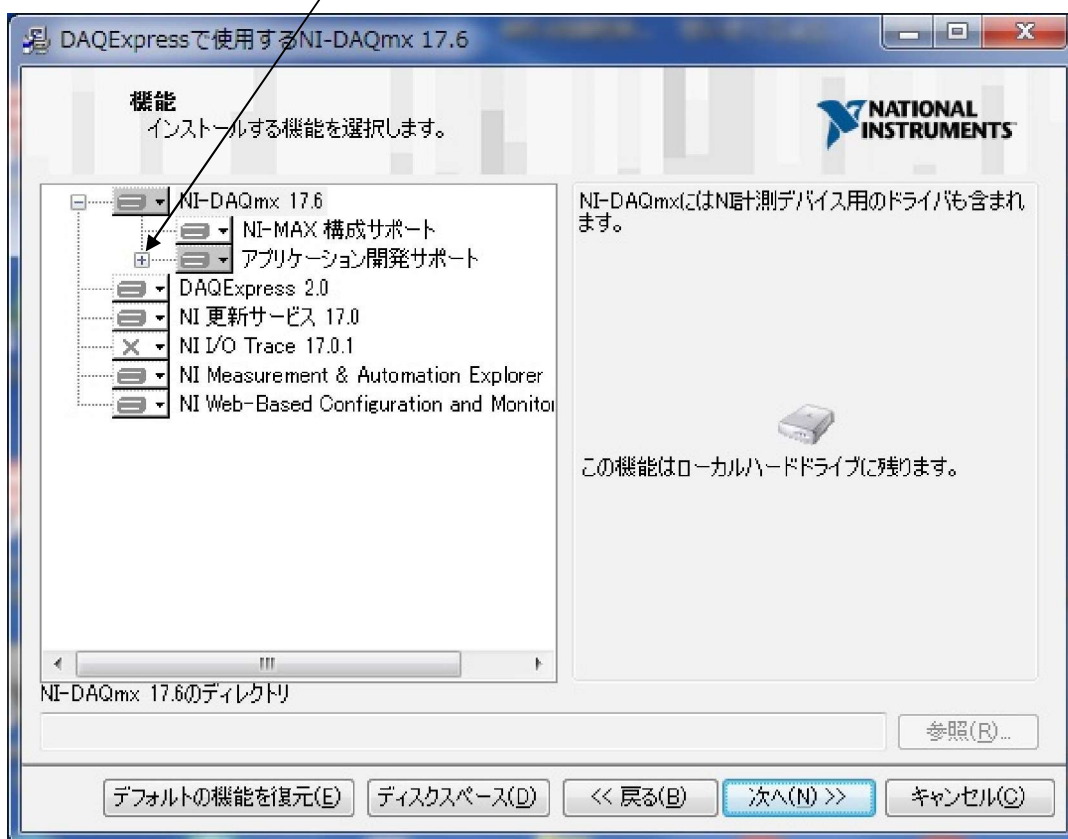 DAQExpressで使用するNI-DAQmx 17.6
機能
インストールする機能を選択します。
NATIONAL
INSTRUMENTS
NI-DAQmx 17.6
NI-MAX 構成サポート
アプリケーション開発サポート
DAQExpress 2.0
NI 更新サービス 17.0
NI I/O Trace 17.0.1
NI Measurement & Automation Explorer
NI Web-Based Configuration and Monitor
NI-DAQmxにはNI計測デバイス用のドライバも含まれ
ます。
この機能はローカルハードドライブに残ります。
NI-DAQmx 17.6のディレクトリ
参照(R)...
デフォルトの機能を復元(E)
ディスクスペース(D)
<< 戻る(B)
次へ(N) >>
キャンセル(C)